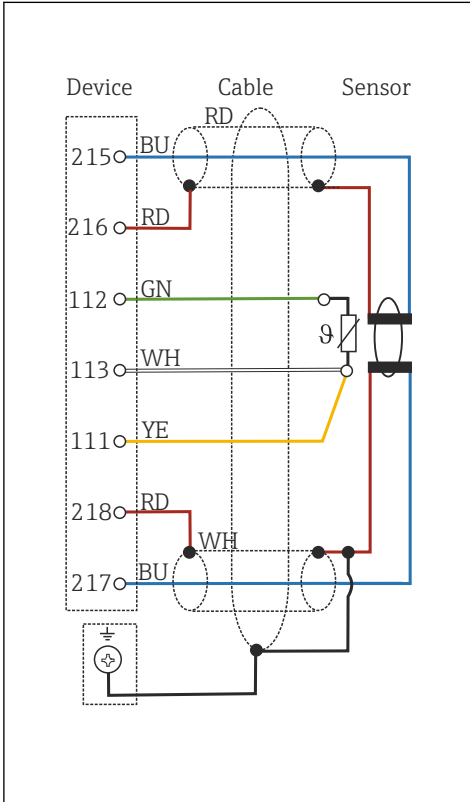 Device Cable Sensor
RD
215 BU
216 RD
112 GN
ϑ
113 WH
111 YE
218 RD
WH
217 BU